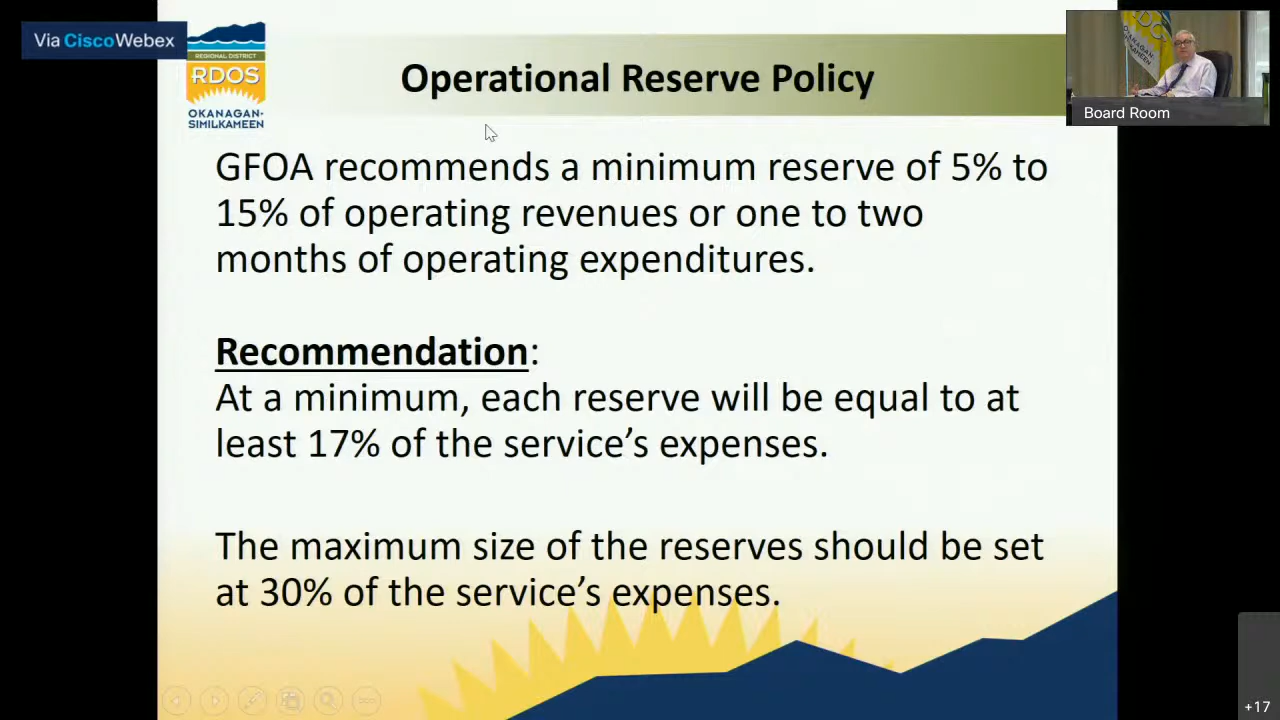 Via CiscoWebex
REGIONAL DISTRICT
RDOS
OKANAGAN-
SIMILKAMEEN
Operational Reserve Policy
Board Room
GFOA recommends a minimum reserve of 5% to
15% of operating revenues or one to two
months of operating expenditures.
Recommendation:
At a minimum, each reserve will be equal to at
least 17% of the service’s expenses.
The maximum size of the reserves should be set
at 30% of the service’s expenses.
+17